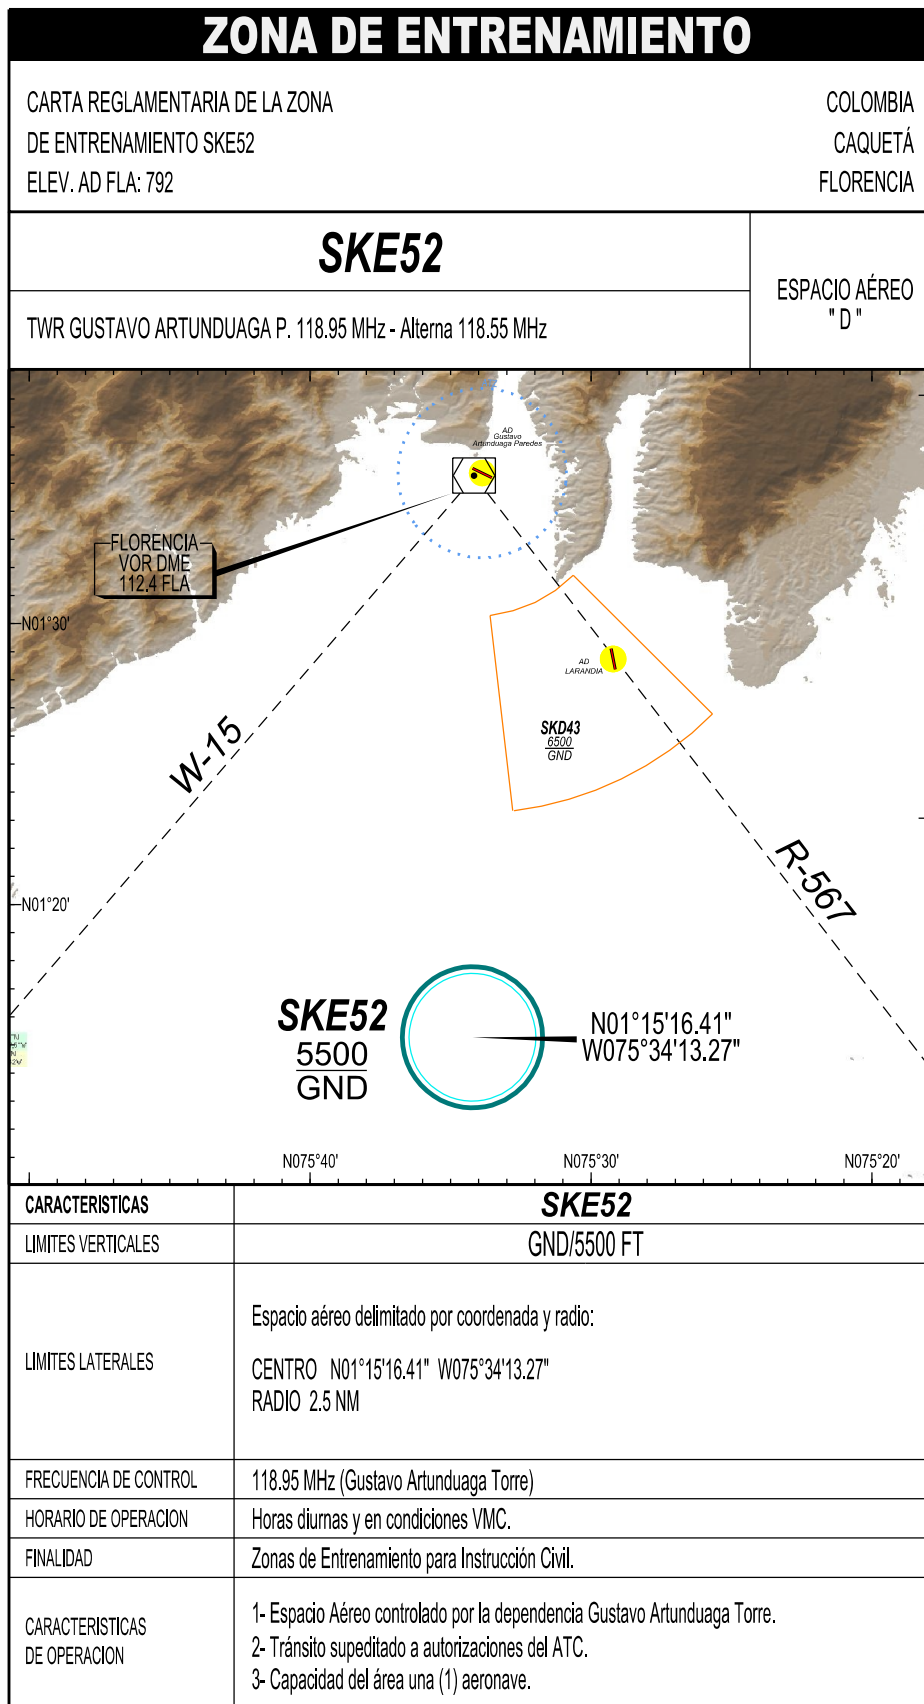 ZONA DE ENTRENAMIENTO
CARTA REGLAMENTARIA DE LA ZONA
DE ENTRENAMIENTO SKE52
ELEV. AD FLA: 792
COLOMBIA
CAQUETÁ
FLORENCIA
SKE52
TWR GUSTAVO ARTUNDUAGA P. 118.95 MHz - Alterna 118.55 MHz
ESPACIO AÉREO
" D "
AD
Gustavo
Artunduaga Paredes
FLORENCIA
VOR DME
112.4 FLA
N01°30'
AD
LARANDIA
SKD43
6500
GND
W-15
R-567
N01°20'
SKE52
5500
GND
N01°15'16.41"
W075°34'13.27"
N075°40'
N075°30'
N075°20'
CARACTERISTICAS
SKE52
LIMITES VERTICALES
GND/5500 FT
LIMITES LATERALES
Espacio aéreo delimitado por coordenada y radio:
CENTRO N01°15'16.41" W075°34'13.27"
RADIO 2.5 NM
FRECUENCIA DE CONTROL
118.95 MHz (Gustavo Artunduaga Torre)
HORARIO DE OPERACION
Horas diurnas y en condiciones VMC.
FINALIDAD
Zonas de Entrenamiento para Instrucción Civil.
CARACTERISTICAS
DE OPERACION
1- Espacio Aéreo controlado por la dependencia Gustavo Artunduaga Torre.
2- Tránsito supeditado a autorizaciones del ATC.
3- Capacidad del área una (1) aeronave.